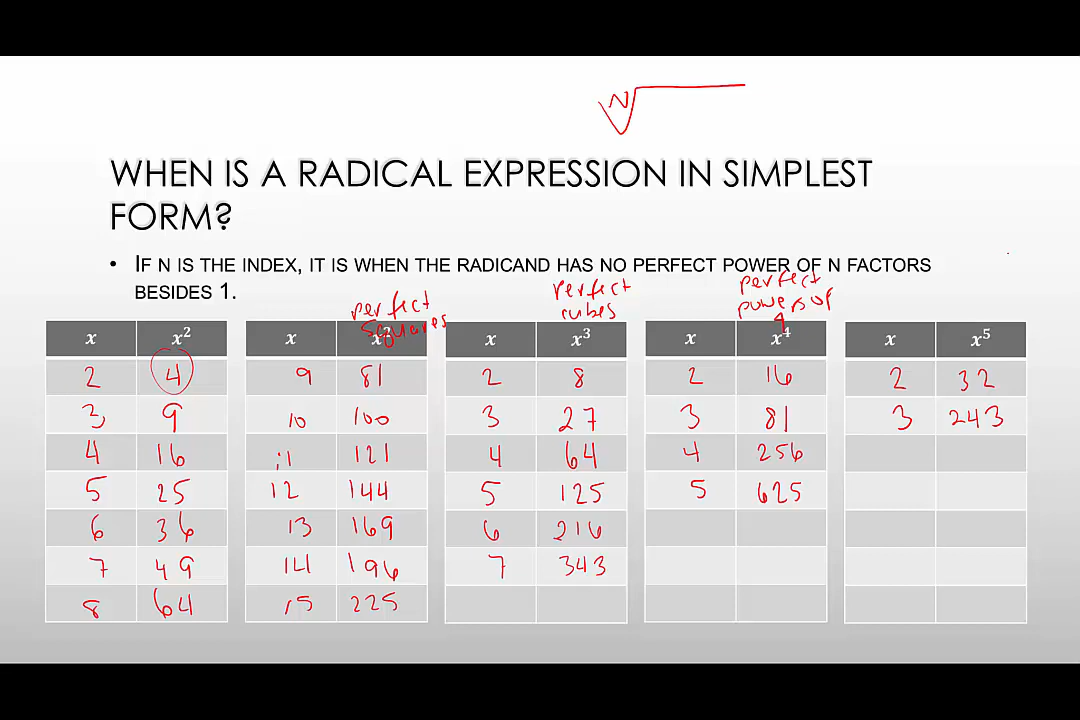 N
WHEN IS A RADICAL EXPRESSION IN SIMPLEST
FORM?
• IF N IS THE INDEX, IT IS WHEN THE RADICAND HAS NO PERFECT POWER OF N FACTORS
BESIDES 1.
perfect
squares
perfect
cubes
perfect
powers of
4
x x² x x² x x³ x x⁴ x x⁵
2 4 9 81 2 8 2 16 2 32
3 9 10 100 3 27 3 81 3 243
4 16 11 121 4 64 4 256
5 25 12 144 5 125 5 625
6 36 13 169 6 216
7 49 14 196 7 343
8 64 15 225